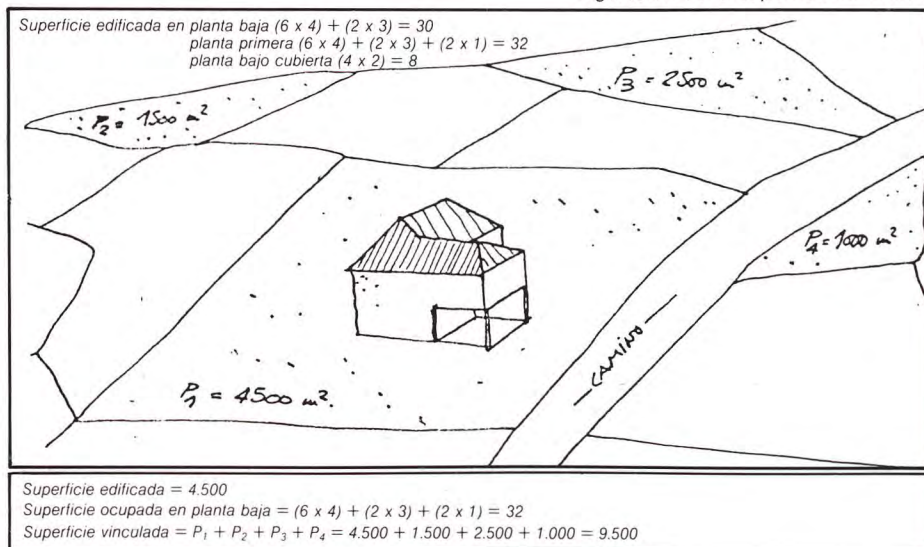 Superficie edificada en planta baja (6 x 4) + (2 x 3) = 30
planta primera (6 x 4) + (2 x 3) + (2 x 1) = 32
planta bajo cubierta (4 x 2) = 8
P3 = 2500 m²
P2 = 1500 m²
P4 = 1000 m²
CAMINO
P1 = 4500 m².
Superficie edificada = 4.500
Superficie ocupada en planta baja = (6 x 4) + (2 x 3) + (2 x 1) = 32
Superficie vinculada = P₁ + P₂ + P₃ + P₄ = 4.500 + 1.500 + 2.500 + 1.000 = 9.500